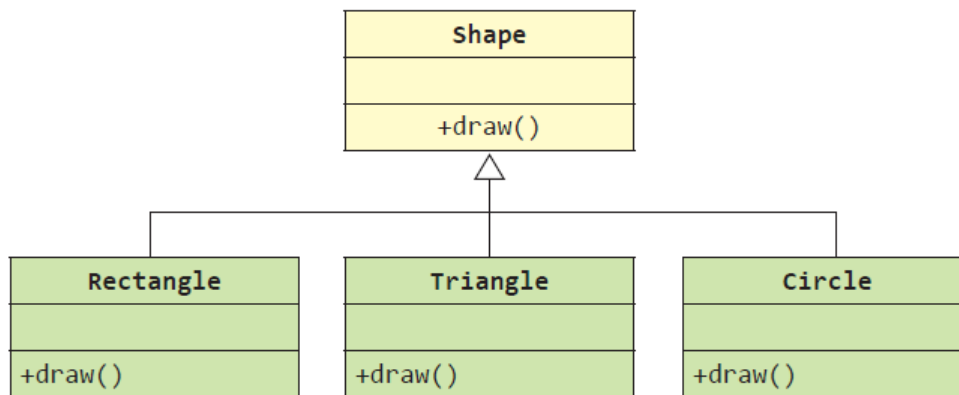 Shape
+draw()
Rectangle
Triangle
Circle
+draw()
+draw()
+draw()